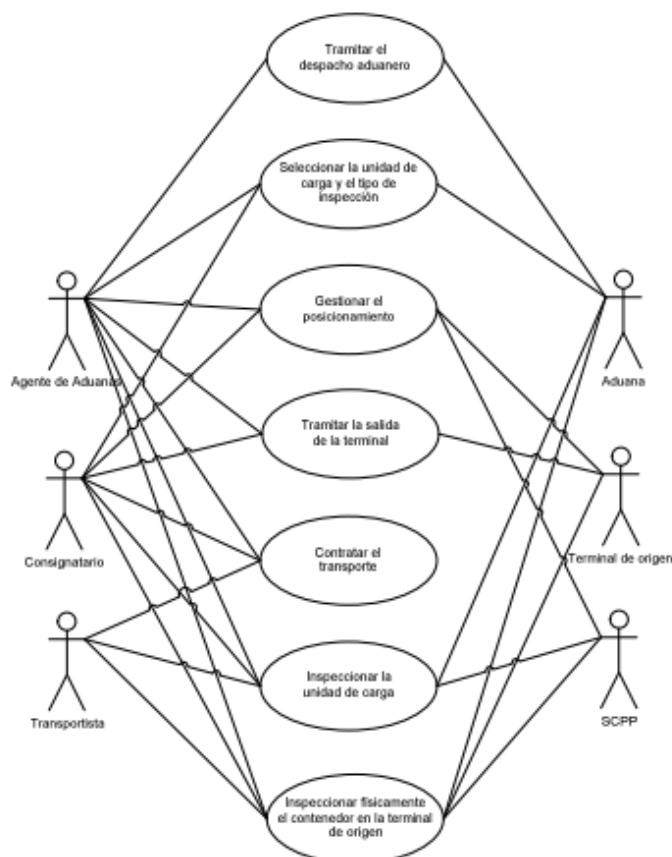 Tramitar el
despacho aduanero
Seleccionar la unidad de
carga y el tipo de
inspección
Agente de Aduanas
Gestionar el
posicionamiento
Aduana
Tramitar la salida
de la terminal
Consignatario
Terminal de origen
Contratar el
transporte
Transportista
Inspeccionar la
unidad de carga
SCPP
Inspeccionar físicamente
el contenedor en la terminal
de origen